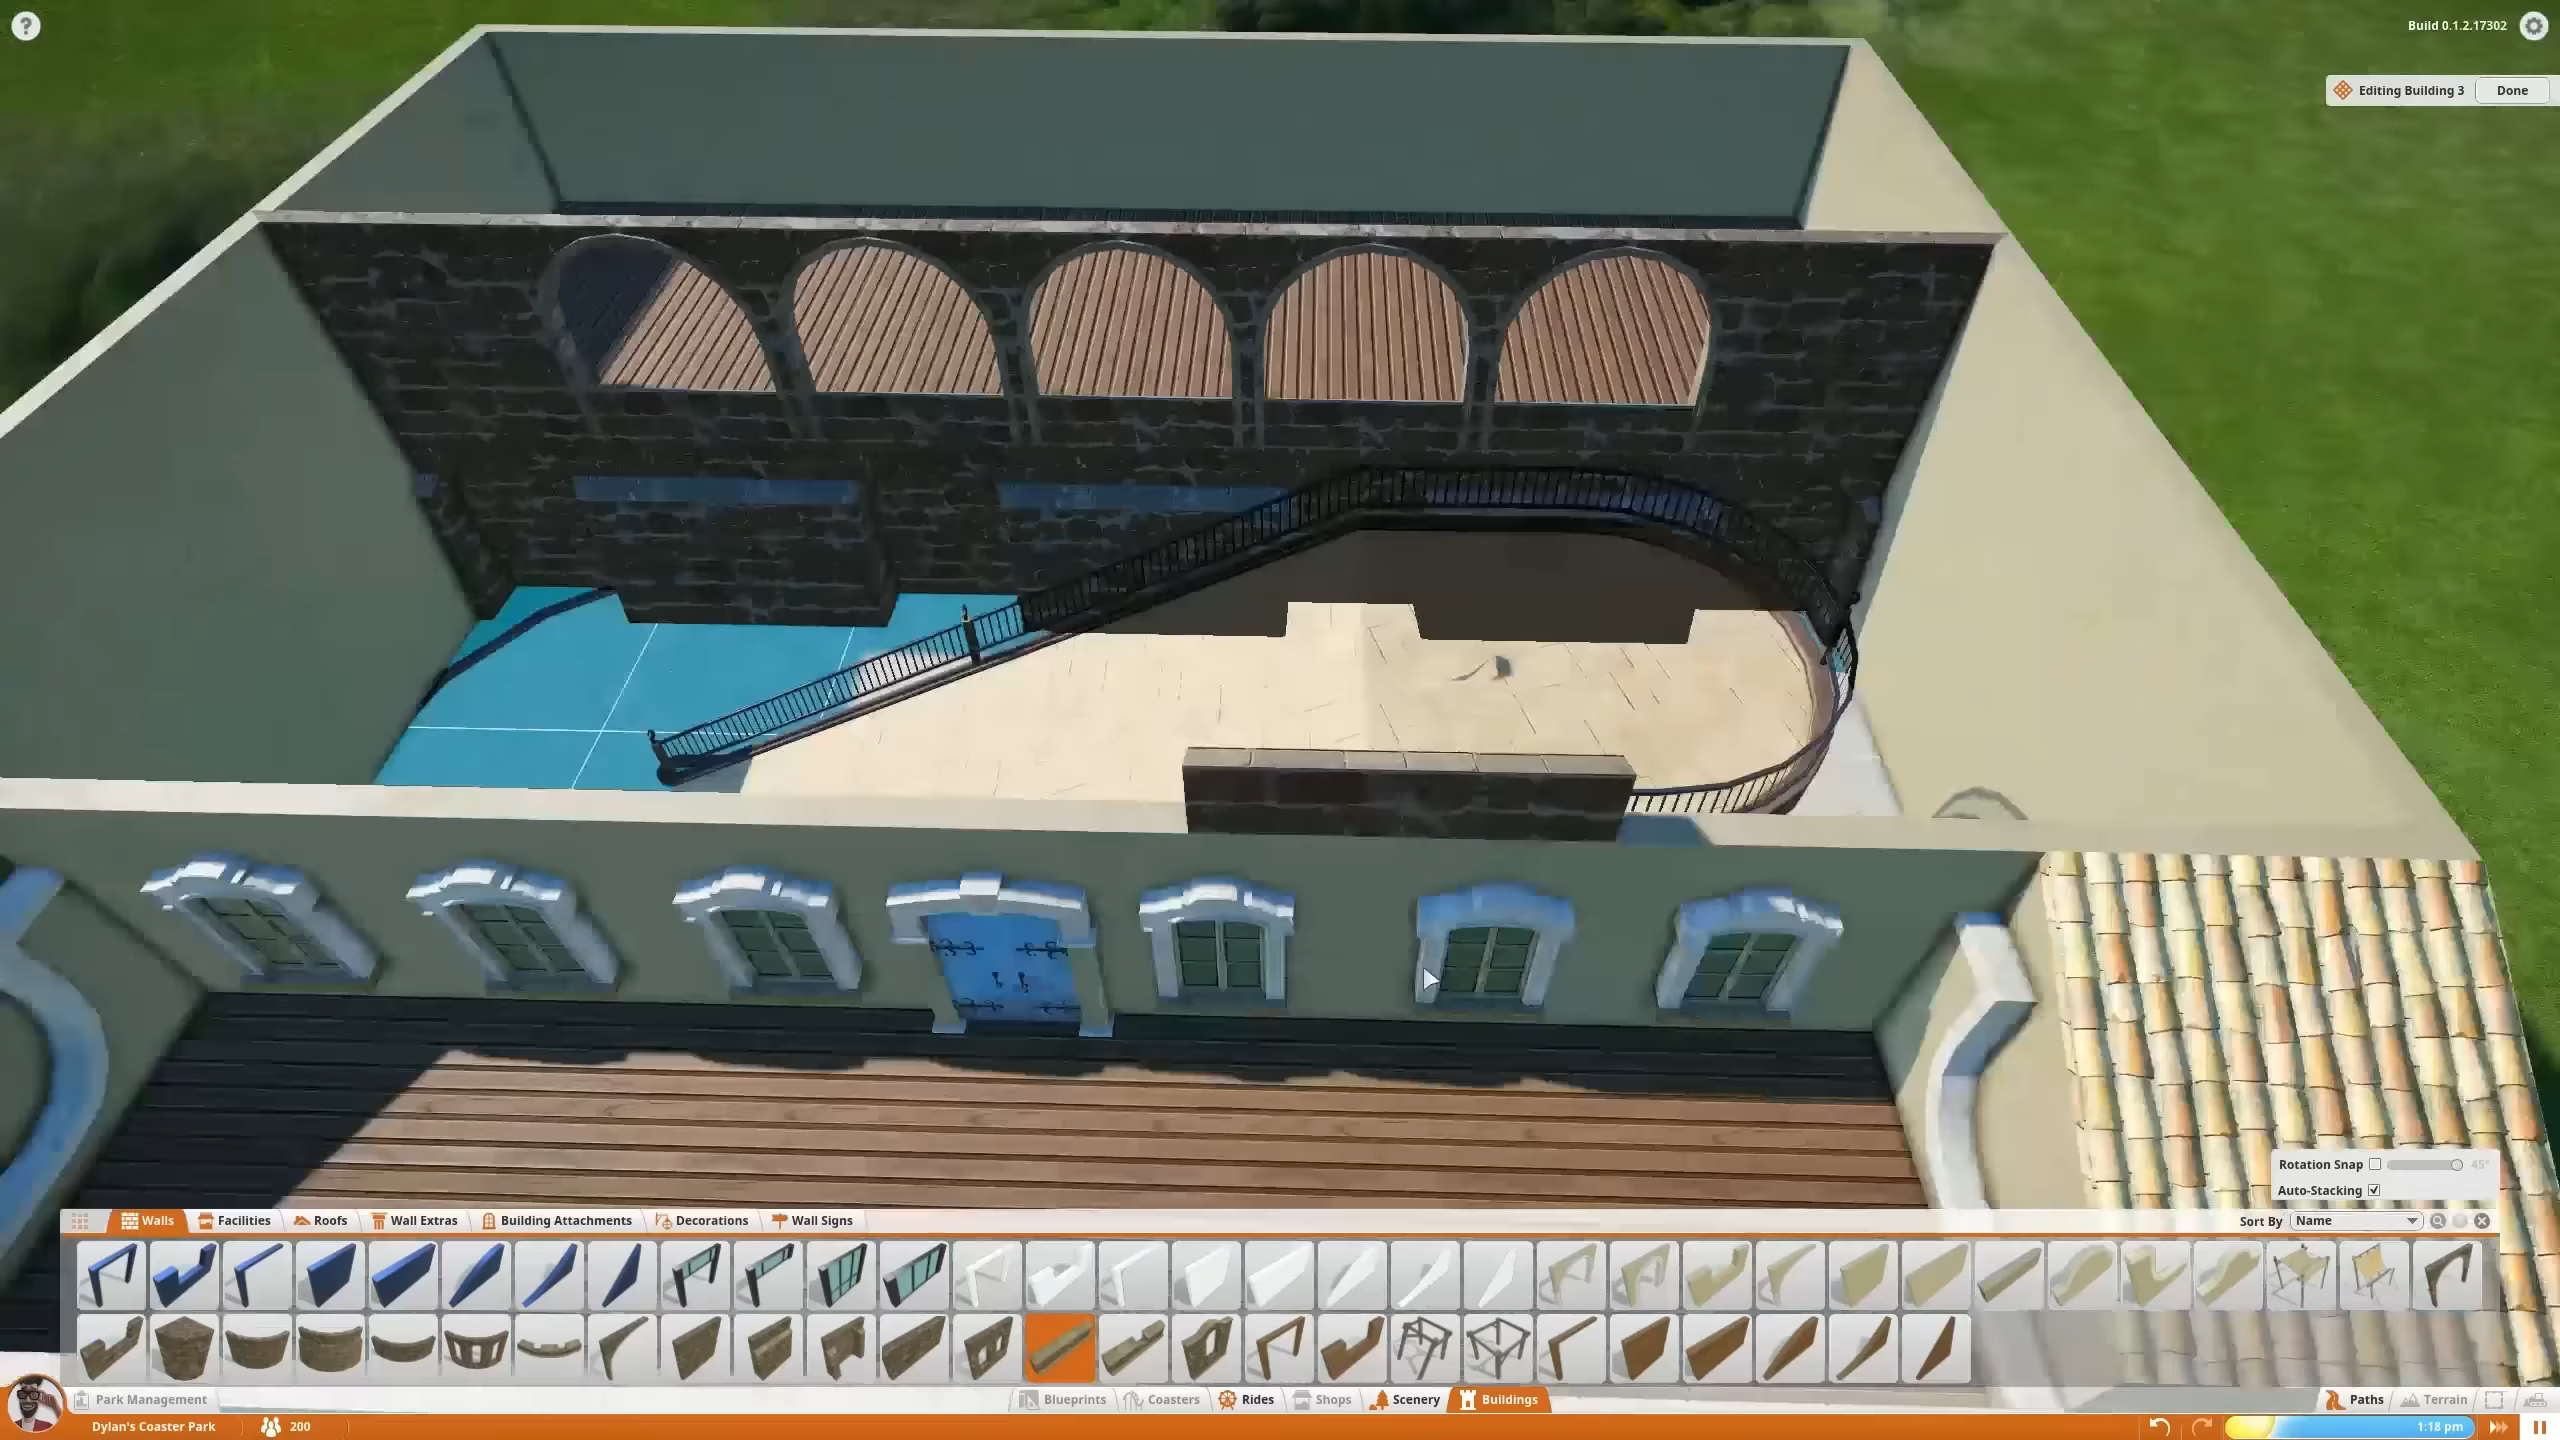 ?
Build 0.1.2.17302
Editing Building 3
Done
Rotation Snap
45°
Auto-Stacking
Walls
Facilities
Roofs
Wall Extras
Building Attachments
Decorations
Wall Signs
Sort By
Name
Park Management
Blueprints
Coasters
Rides
Shops
Scenery
Buildings
Paths
Terrain
Dylan's Coaster Park
200
1:18 pm